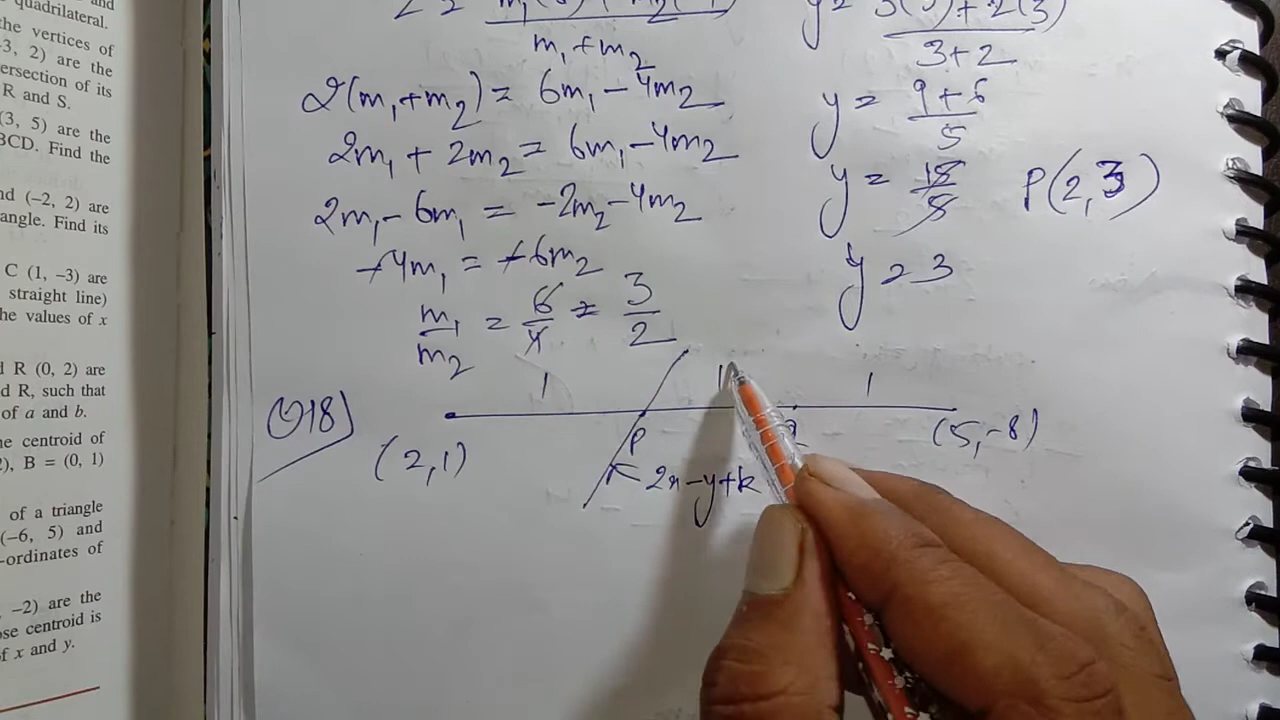 quadrilateral.
the vertices of
-3, 2) are the
ersection of its
R and S.
(3, 5) are the
BCD. Find the
nd (–2, 2) are
angle. Find its
C (1, –3) are
straight line)
he values of x
d R (0, 2) are
d R, such that
of a and b.
he centroid of
2), B = (0, 1)
of a triangle
(–6, 5) and
-ordinates of
, –2) are the
ose centroid is
f x and y.
m₁+m₂
2(m₁+m₂) = 6m₁-4m₂
2m₁ + 2m₂ = 6m₁-4m₂
2m₁-6m₁ = -2m₂-4m₂
-4m₁ = -6m₂
m₁/m₂ = 6/4 = 3/2
3+2
y = 9+6/5
y = 15/5
P(2,3)
y = 3
Q18)
1
1
1
(2,1)
P
(5,-8)
2x-y+k